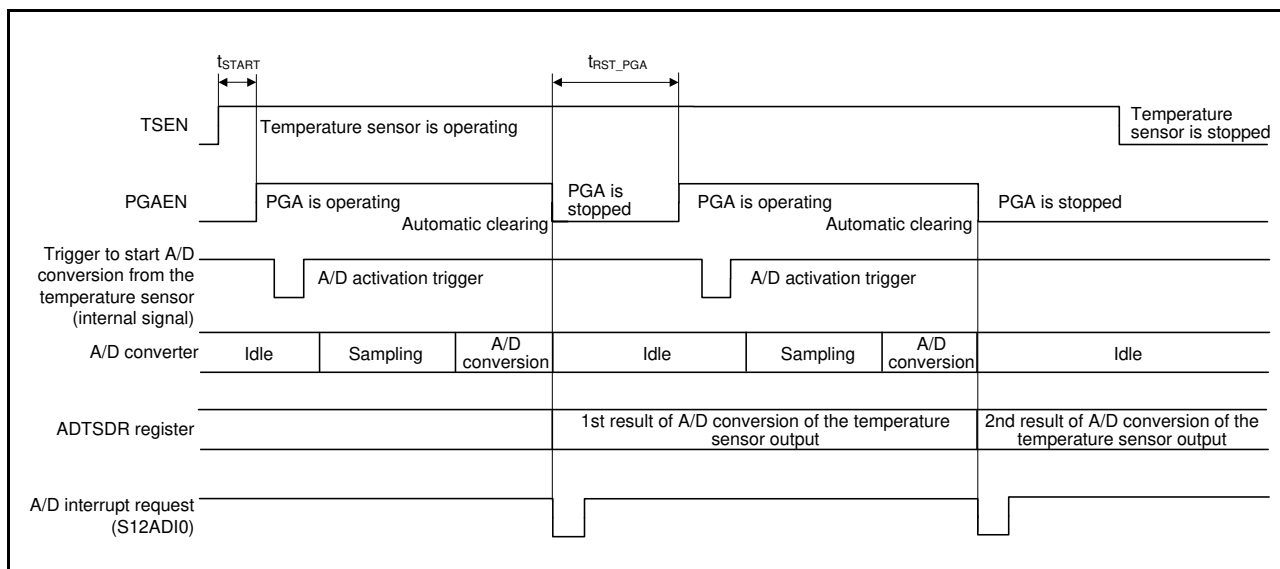 tSTART
tRST_PGA
TSEN
Temperature sensor is operating
Temperature
sensor is stopped
PGAEN
PGA is operating
Automatic clearing
PGA is
stopped
PGA is operating
Automatic clearing
PGA is stopped
Trigger to start A/D
conversion from the
temperature sensor
(internal signal)
A/D activation trigger
A/D activation trigger
A/D converter
Idle
Sampling
A/D
conversion
Idle
Sampling
A/D
conversion
Idle
ADTSDR register
1st result of A/D conversion of the temperature
sensor output
2nd result of A/D conversion of the
temperature sensor output
A/D interrupt request
(S12ADI0)